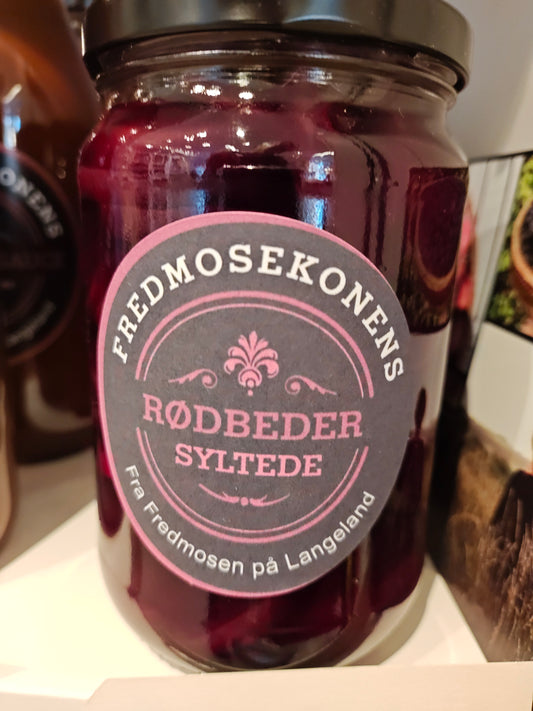 FREDMOSEKONENS
RØDBEDER
SYLTEDE
Fra Fredmosen på Langeland